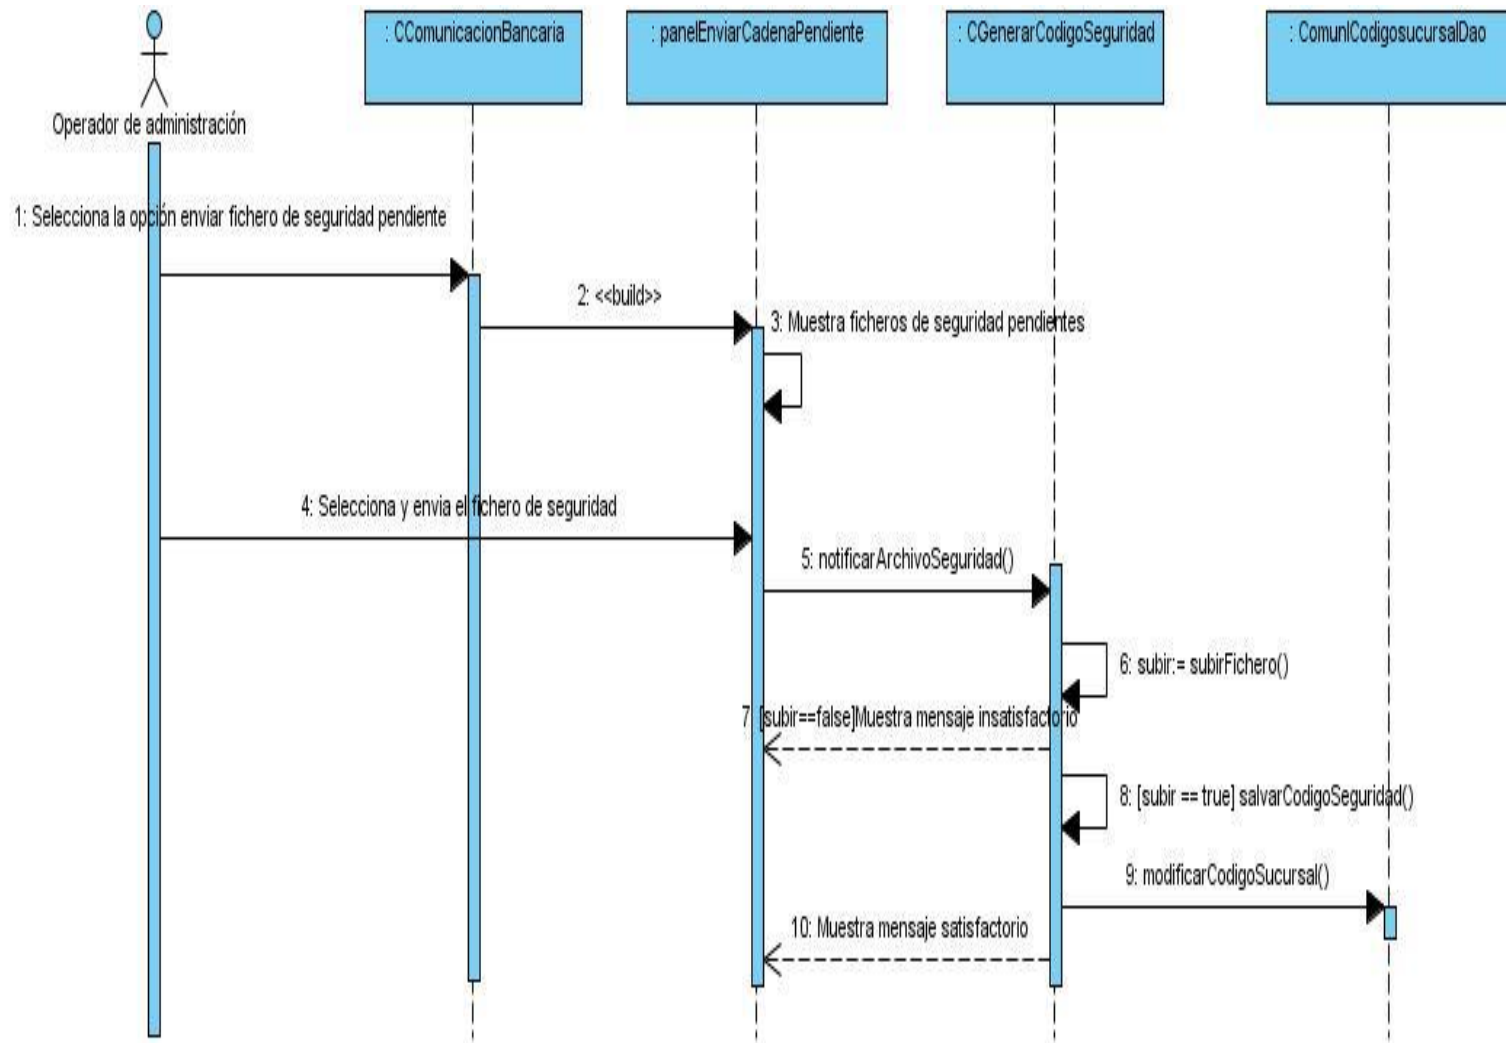 : CComunicacionBancaria
: panelEnviarCadenaPendiente
: CGenerarCodigoSeguridad
: ComunICodigosucursalDao
Operador de administración
1: Selecciona la opción enviar fichero de seguridad pendiente
2: <<build>>
3: Muestra ficheros de seguridad pendientes
4: Selecciona y envia el fichero de seguridad
5: notificarArchivoSeguridad()
6: subir:= subirFichero()
7: [subir==false]Muestra mensaje insatisfactorio
8: [subir == true] salvarCodigoSeguridad()
9: modificarCodigoSucursal()
10: Muestra mensaje satisfactorio